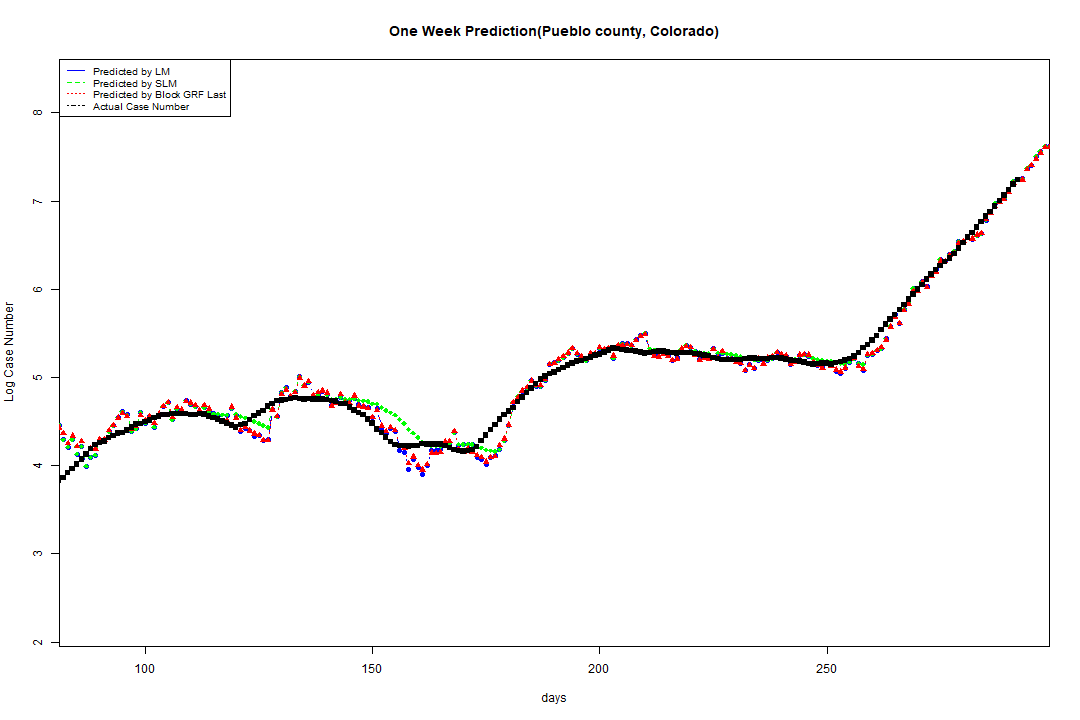 One Week Prediction(Pueblo county, Colorado)
Predicted by LM
Predicted by SLM
Predicted by Block GRF Last
Actual Case Number
8
7
6
5
4
3
2
Log Case Number
100 150 200 250
days